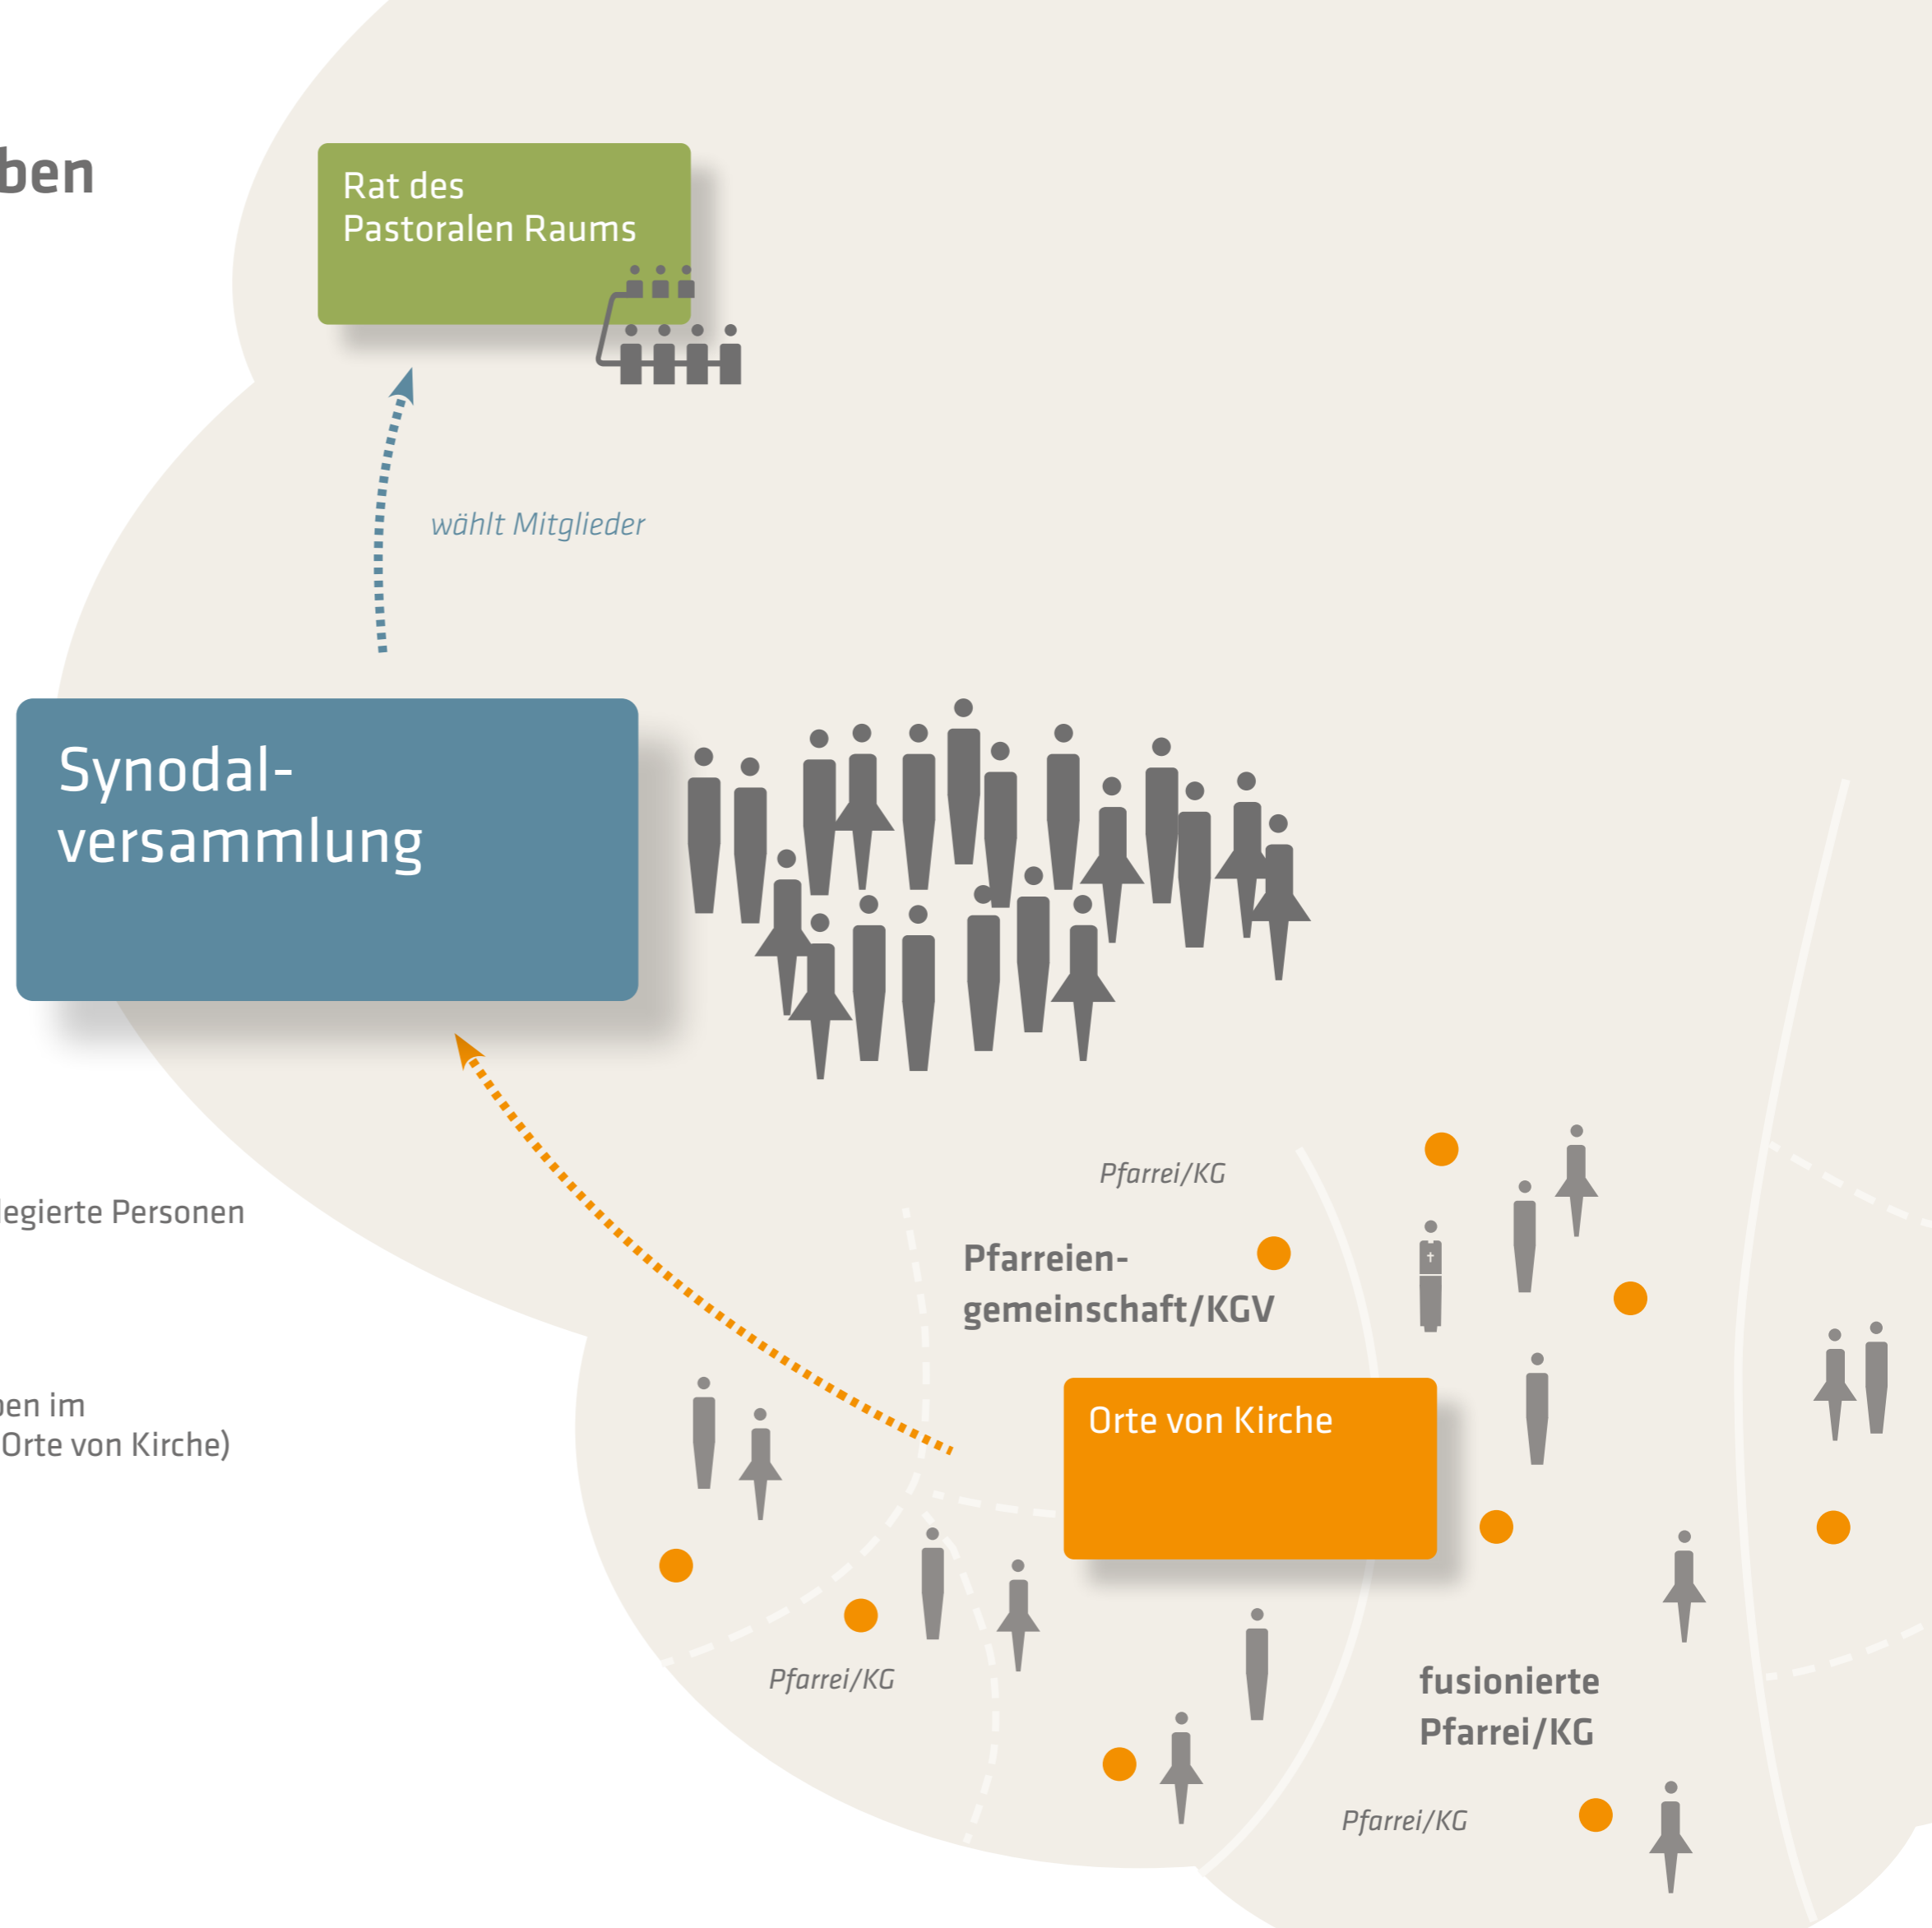 ben
Rat des
Pastoralen Raums
wählt Mitglieder
Synodal-
versammlung
legierte Personen
ben im
Orte von Kirche)
Pfarrei/KG
Pfarreien-
gemeinschaft/KGV
Orte von Kirche
Pfarrei/KG
fusionierte
Pfarrei/KG
Pfarrei/KG